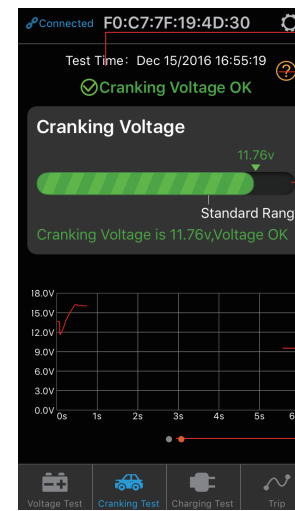 Connected F0:C7:7F:19:4D:30
Test Time: Dec 15/2016 16:55:19
?
Cranking Voltage OK
Cranking Voltage
11.76v
Standard Rang
Cranking Voltage is 11.76v,Voltage OK
18.0V
15.0V
12.0V
9.0V
6.0V
3.0V
0.0V
0s 1s 2s 3s 4s 5s 6
Voltage Test Cranking Test Charging Test Trip